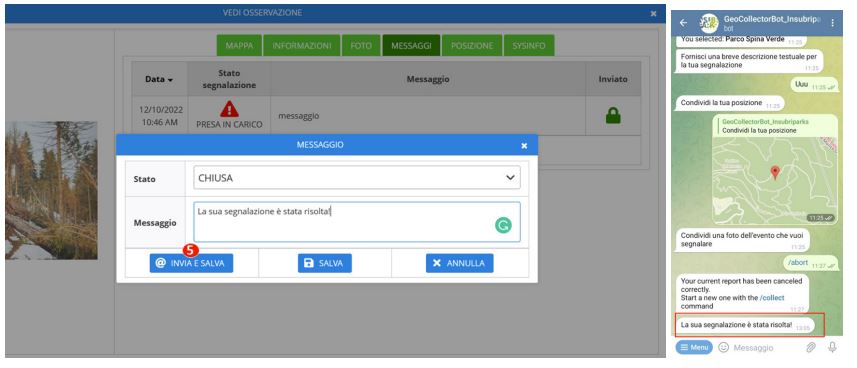 VEDI OSSERVAZIONE
MAPPA INFORMAZIONI FOTO MESSAGGI POSIZIONE SYSINFO
Data Stato segnalazione Messaggio Inviato
12/10/2022
10:46 AM
PRESA IN CARICO
messaggio
MESSAGGIO
Stato CHIUSA
Messaggio La sua segnalazione è stata risolta!
5
@ INVIA E SALVA SALVA ANNULLA
GeoCollectorBot_Insubripa
bot
You selected: Parco Spina Verde 11:25
Fornisci una breve descrizione testuale per
la tua segnalazione 11:25
Uuu 11:25
Condividi la tua posizione 11:25
GeoCollectorBot_Insubriparks
Condividi la tua posizione
11:25
Condividi una foto dell'evento che vuoi
segnalare 11:25
/abort 11:27
Your current report has been canceled
correctly.
Start a new one with the /collect
command 11:27
La sua segnalazione è stata risolta! 13:05
Menu Messaggio